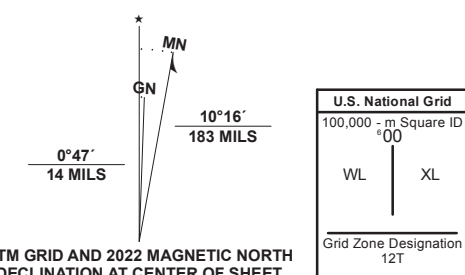 ★
MN
GN
10°16´
183 MILS
0°47´
14 MILS
TM GRID AND 2022 MAGNETIC NORTH
DECLINATION AT CENTER OF SHEET
U.S. National Grid
100,000 - m Square ID
⁶00
WL XL
Grid Zone Designation
12T